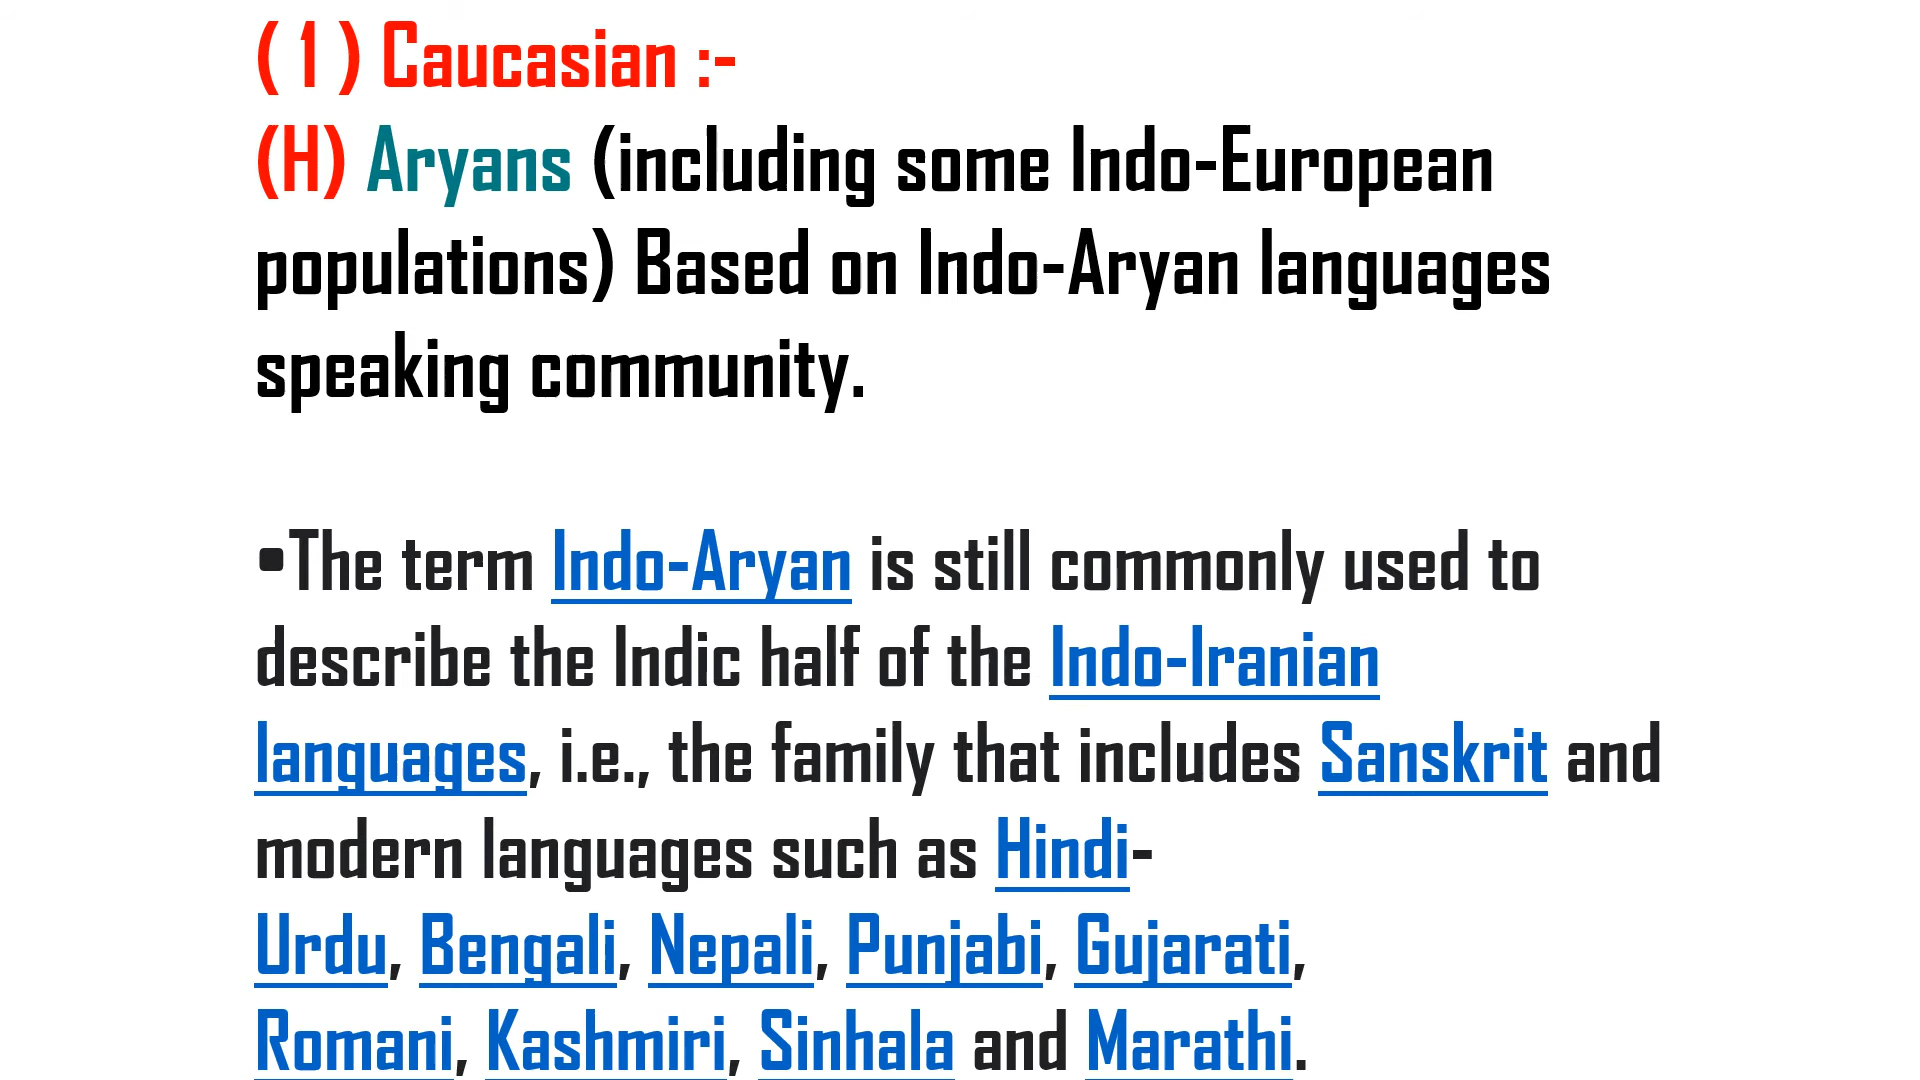 ( 1 ) Caucasian :-
(H) Aryans (including some Indo-European
populations) Based on Indo-Aryan languages
speaking community.
▪The term Indo-Aryan is still commonly used to
describe the Indic half of the Indo-Iranian
languages, i.e., the family that includes Sanskrit and
modern languages such as Hindi-
Urdu, Bengali, Nepali, Punjabi, Gujarati,
Romani, Kashmiri, Sinhala and Marathi.